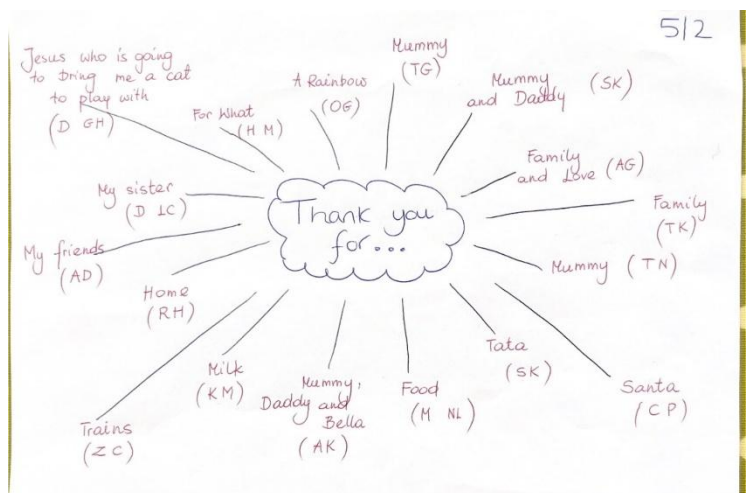 5/2
Jesus who is going
to bring me a cat
to play with
(D GH)
For What
(H M)
A Rainbow
(OG)
Mummy
(TG)
Mummy
and Daddy (SK)
Family
and Love (AG)
Family
(TK)
Mummy (TN)
Santa
(CP)
Tata
(SK)
Food
(M NL)
Mummy,
Daddy and
Bella
(AK)
Milk
(KM)
Trains
(ZC)
Home
(RH)
My friends
(AD)
My sister
(D LC)
Thank you
for...